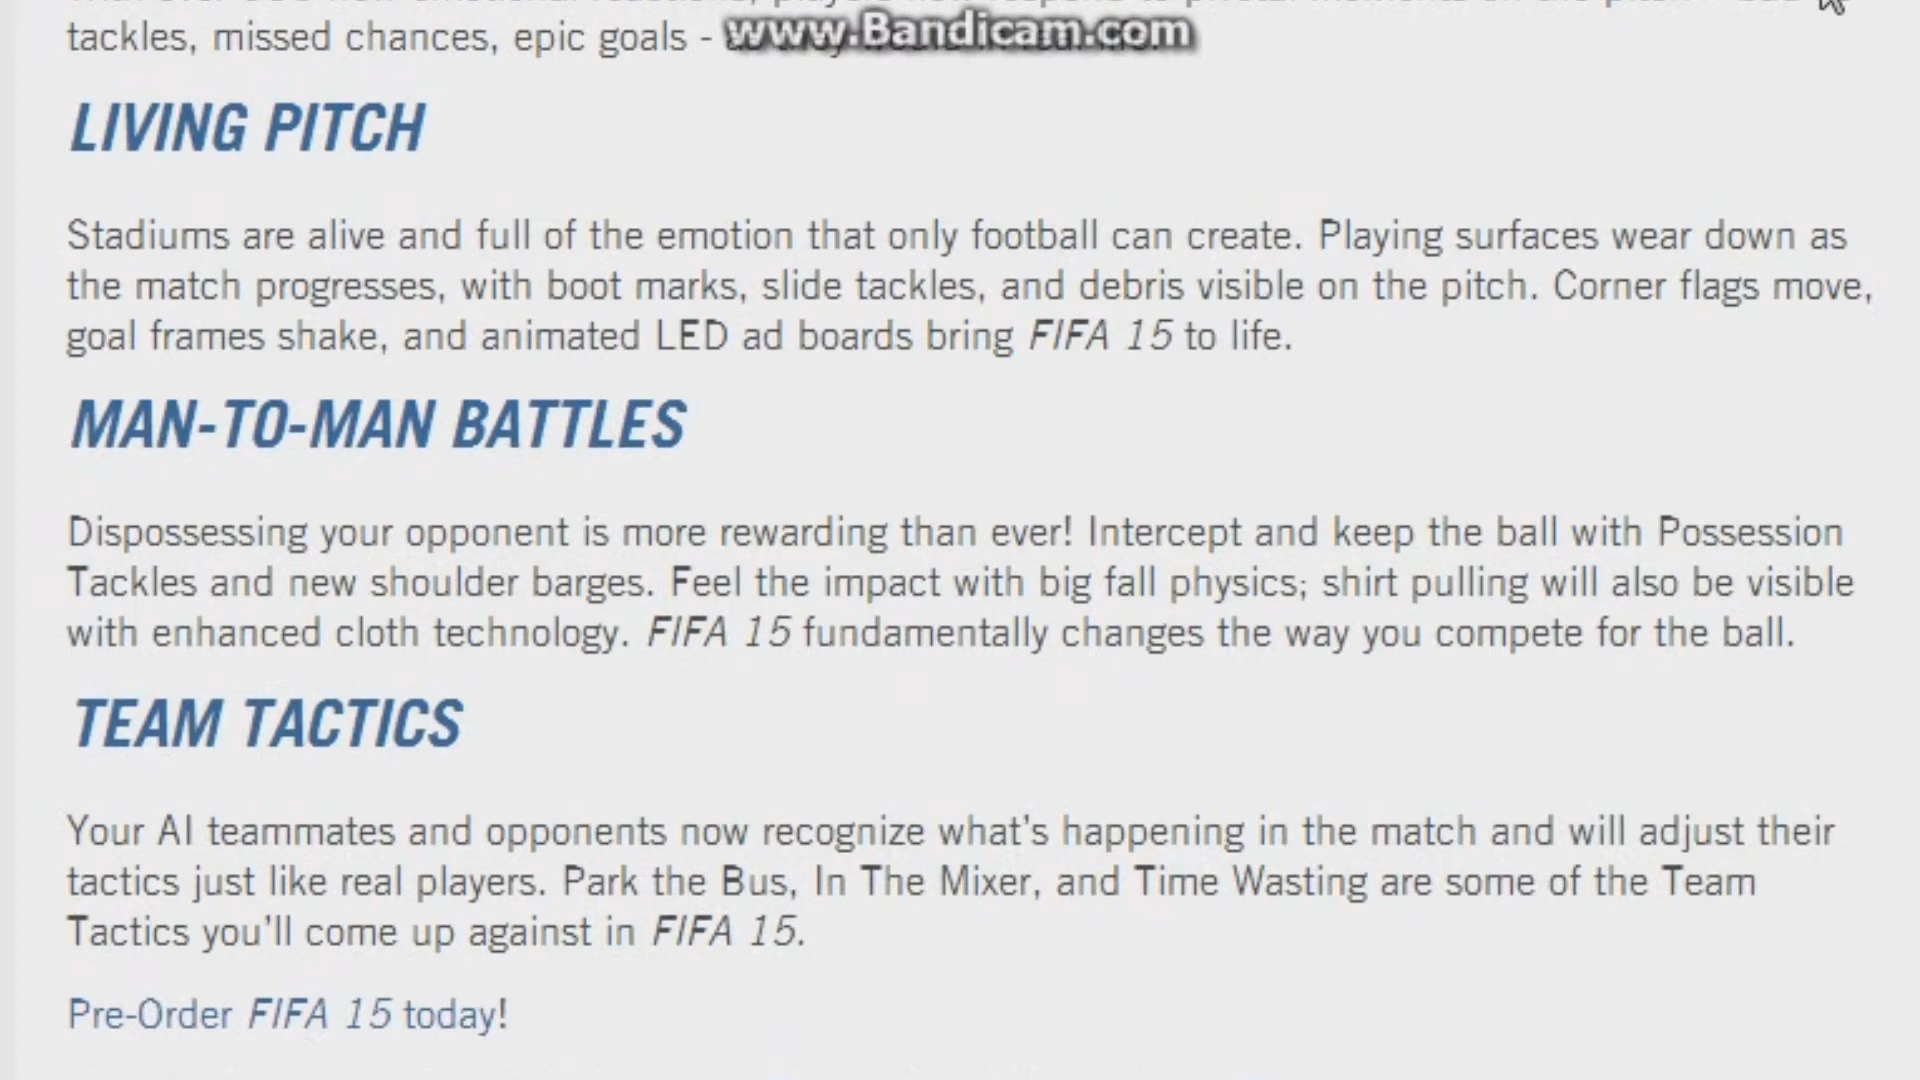 tackles, missed chances, epic goals -
www.Bandicam.com
LIVING PITCH
Stadiums are alive and full of the emotion that only football can create. Playing surfaces wear down as
the match progresses, with boot marks, slide tackles, and debris visible on the pitch. Corner flags move,
goal frames shake, and animated LED ad boards bring FIFA 15 to life.
MAN-TO-MAN BATTLES
Dispossessing your opponent is more rewarding than ever! Intercept and keep the ball with Possession
Tackles and new shoulder barges. Feel the impact with big fall physics; shirt pulling will also be visible
with enhanced cloth technology. FIFA 15 fundamentally changes the way you compete for the ball.
TEAM TACTICS
Your AI teammates and opponents now recognize what's happening in the match and will adjust their
tactics just like real players. Park the Bus, In The Mixer, and Time Wasting are some of the Team
Tactics you'll come up against in FIFA 15.
Pre-Order FIFA 15 today!